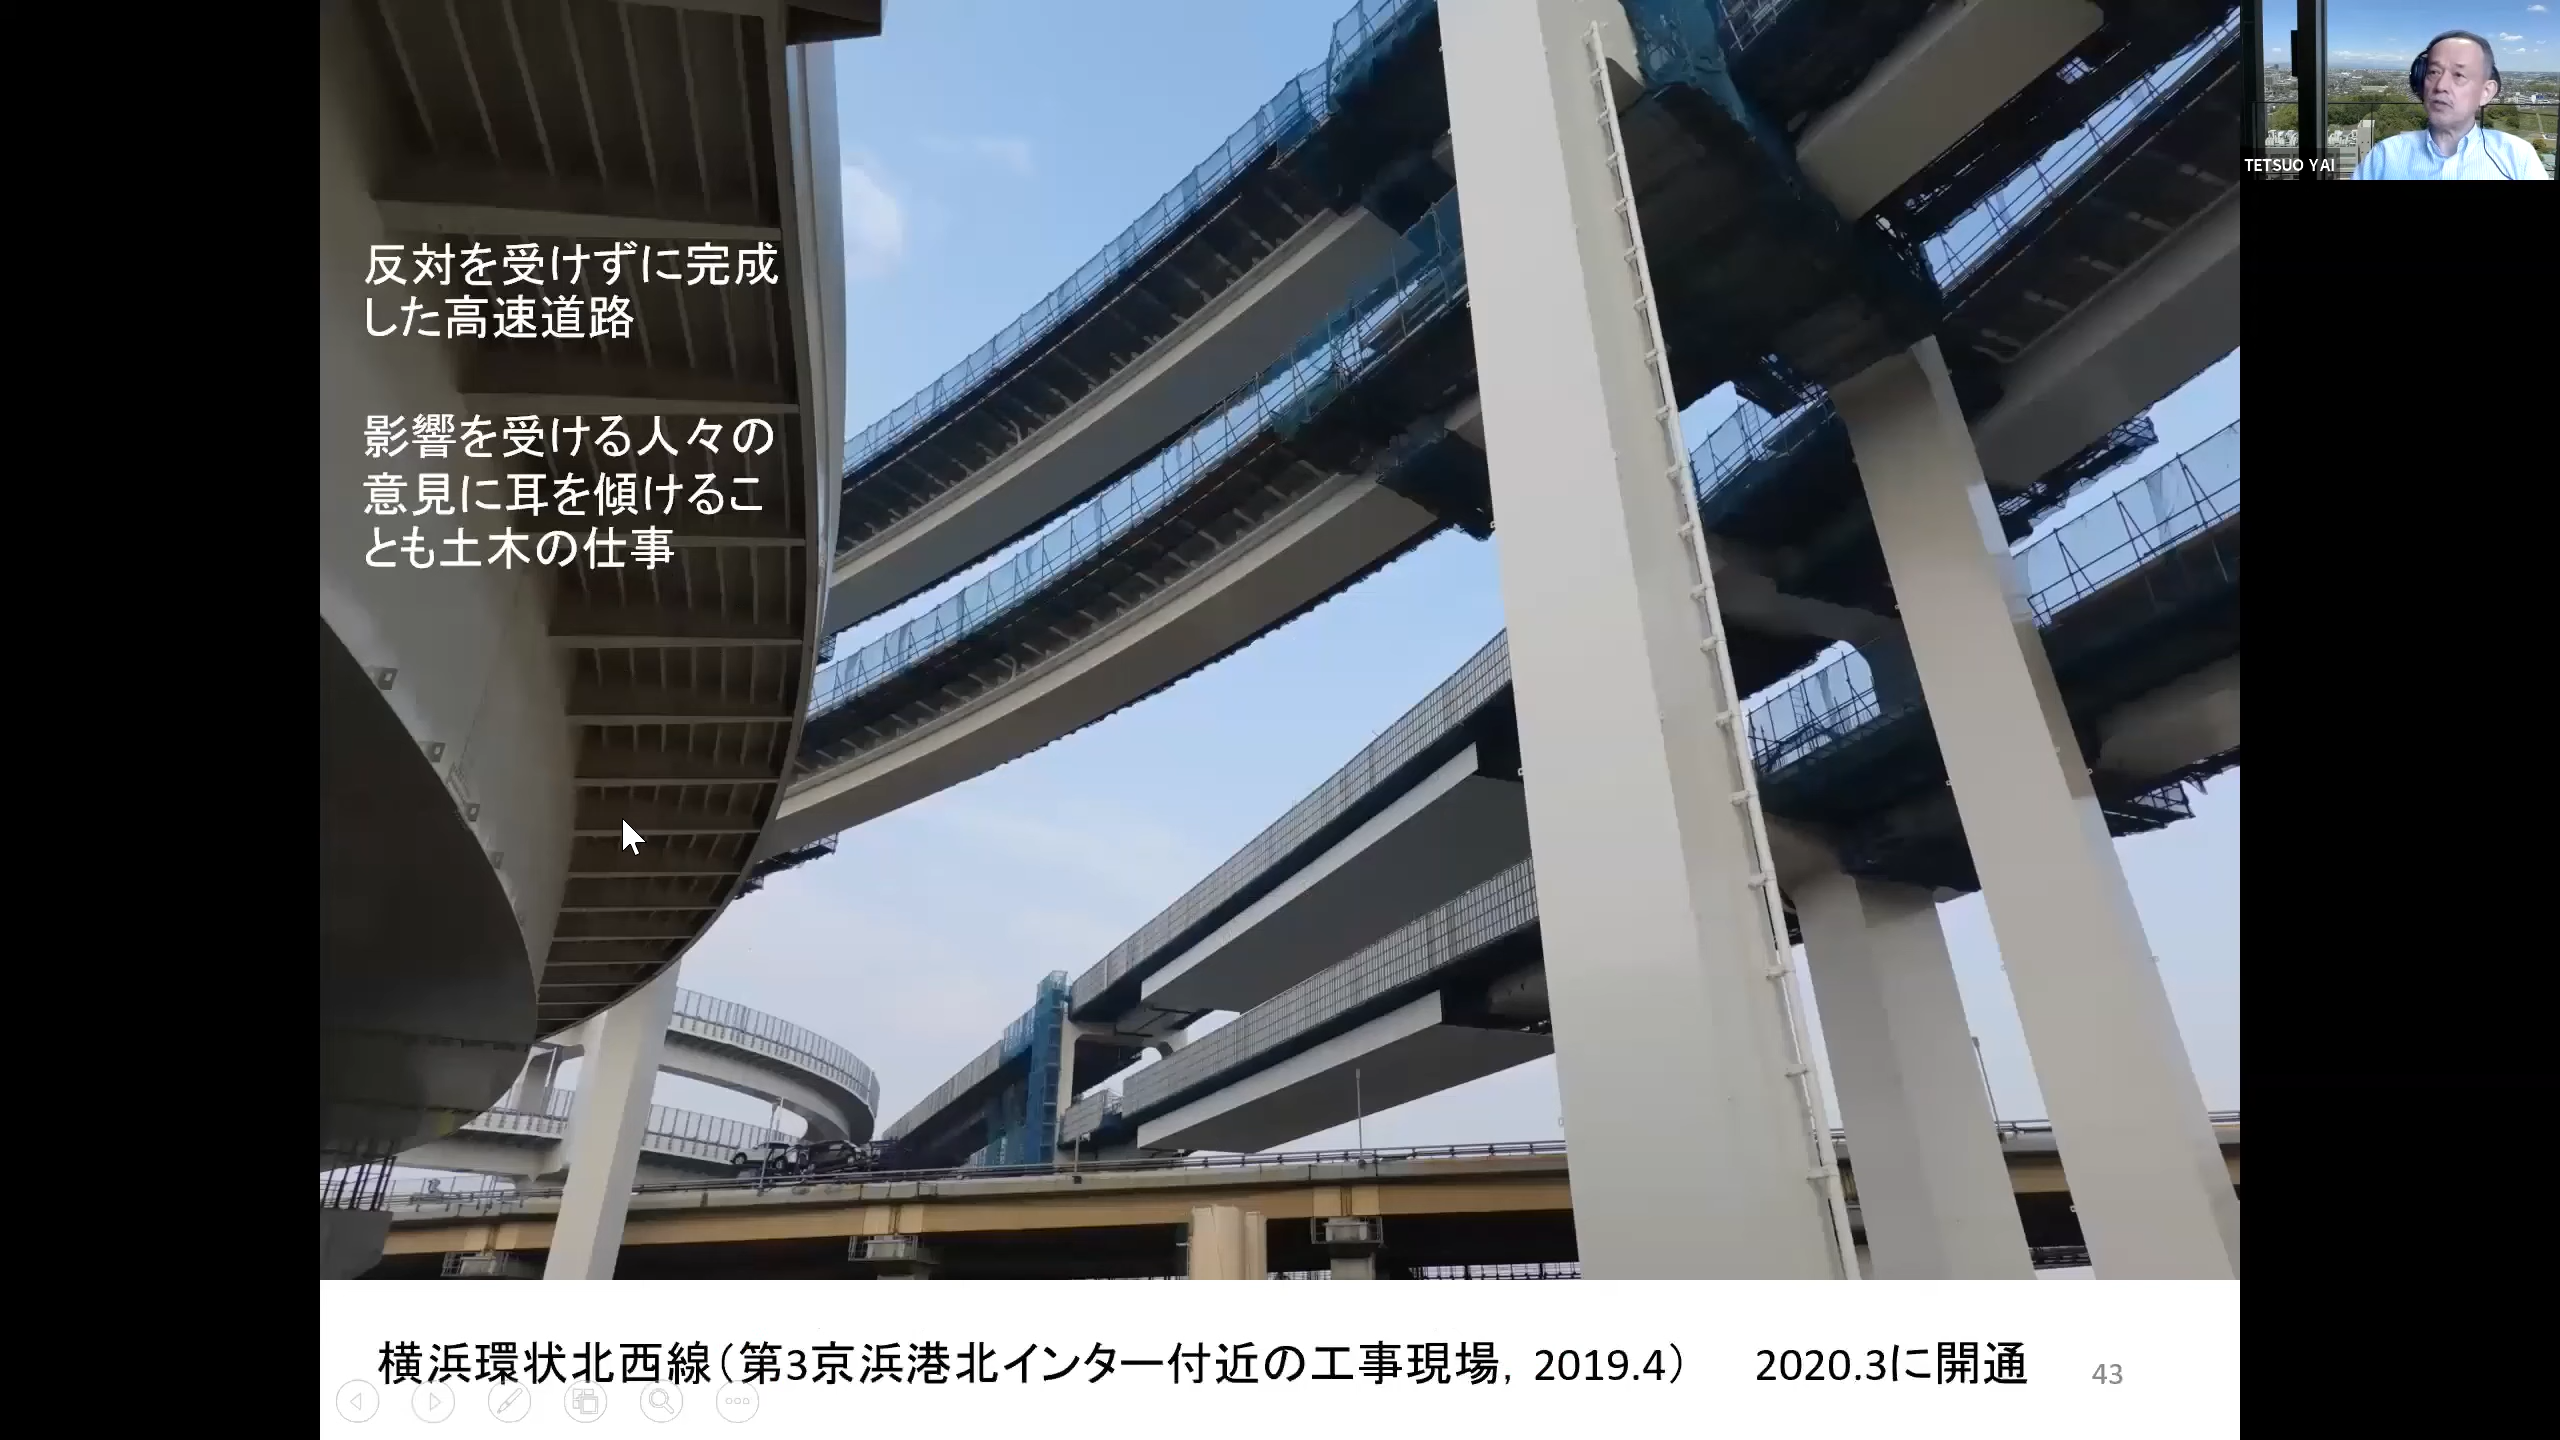 反対を受けずに完成
した高速道路
影響を受ける人々の
意見に耳を傾けるこ
とも土木の仕事
TETSUO YAI
横浜環状北西線（第3京浜港北インター付近の工事現場，2019.4）　2020.3に開通
43